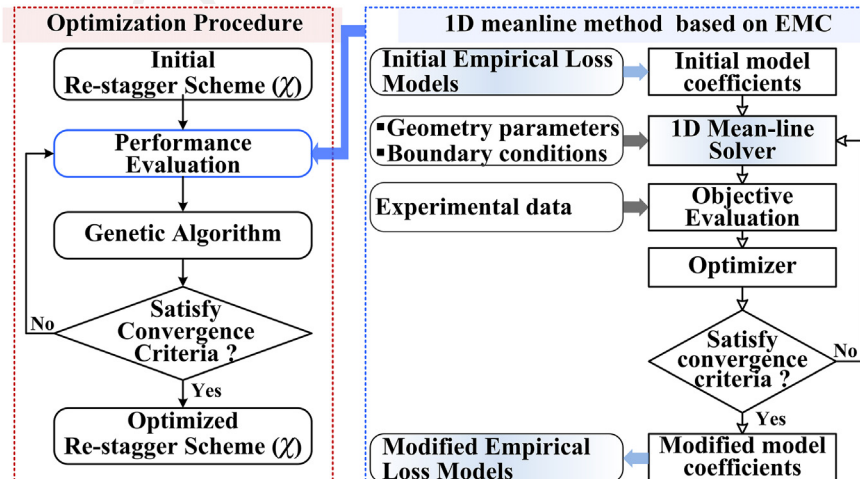 Optimization Procedure
Initial
Re-stagger Scheme (χ)
Performance
Evaluation
Genetic Algorithm
Satisfy
Convergence
Criteria ?
No
Yes
Optimized
Re-stagger Scheme (χ)
1D meanline method based on EMC
Initial Empirical Loss
Models
Initial model
coefficients
▪Geometry parameters
▪Boundary conditions
1D Mean-line
Solver
Experimental data
Objective
Evaluation
Optimizer
Satisfy
convergence
criteria ?
No
Yes
Modified Empirical
Loss Models
Modified model
coefficients